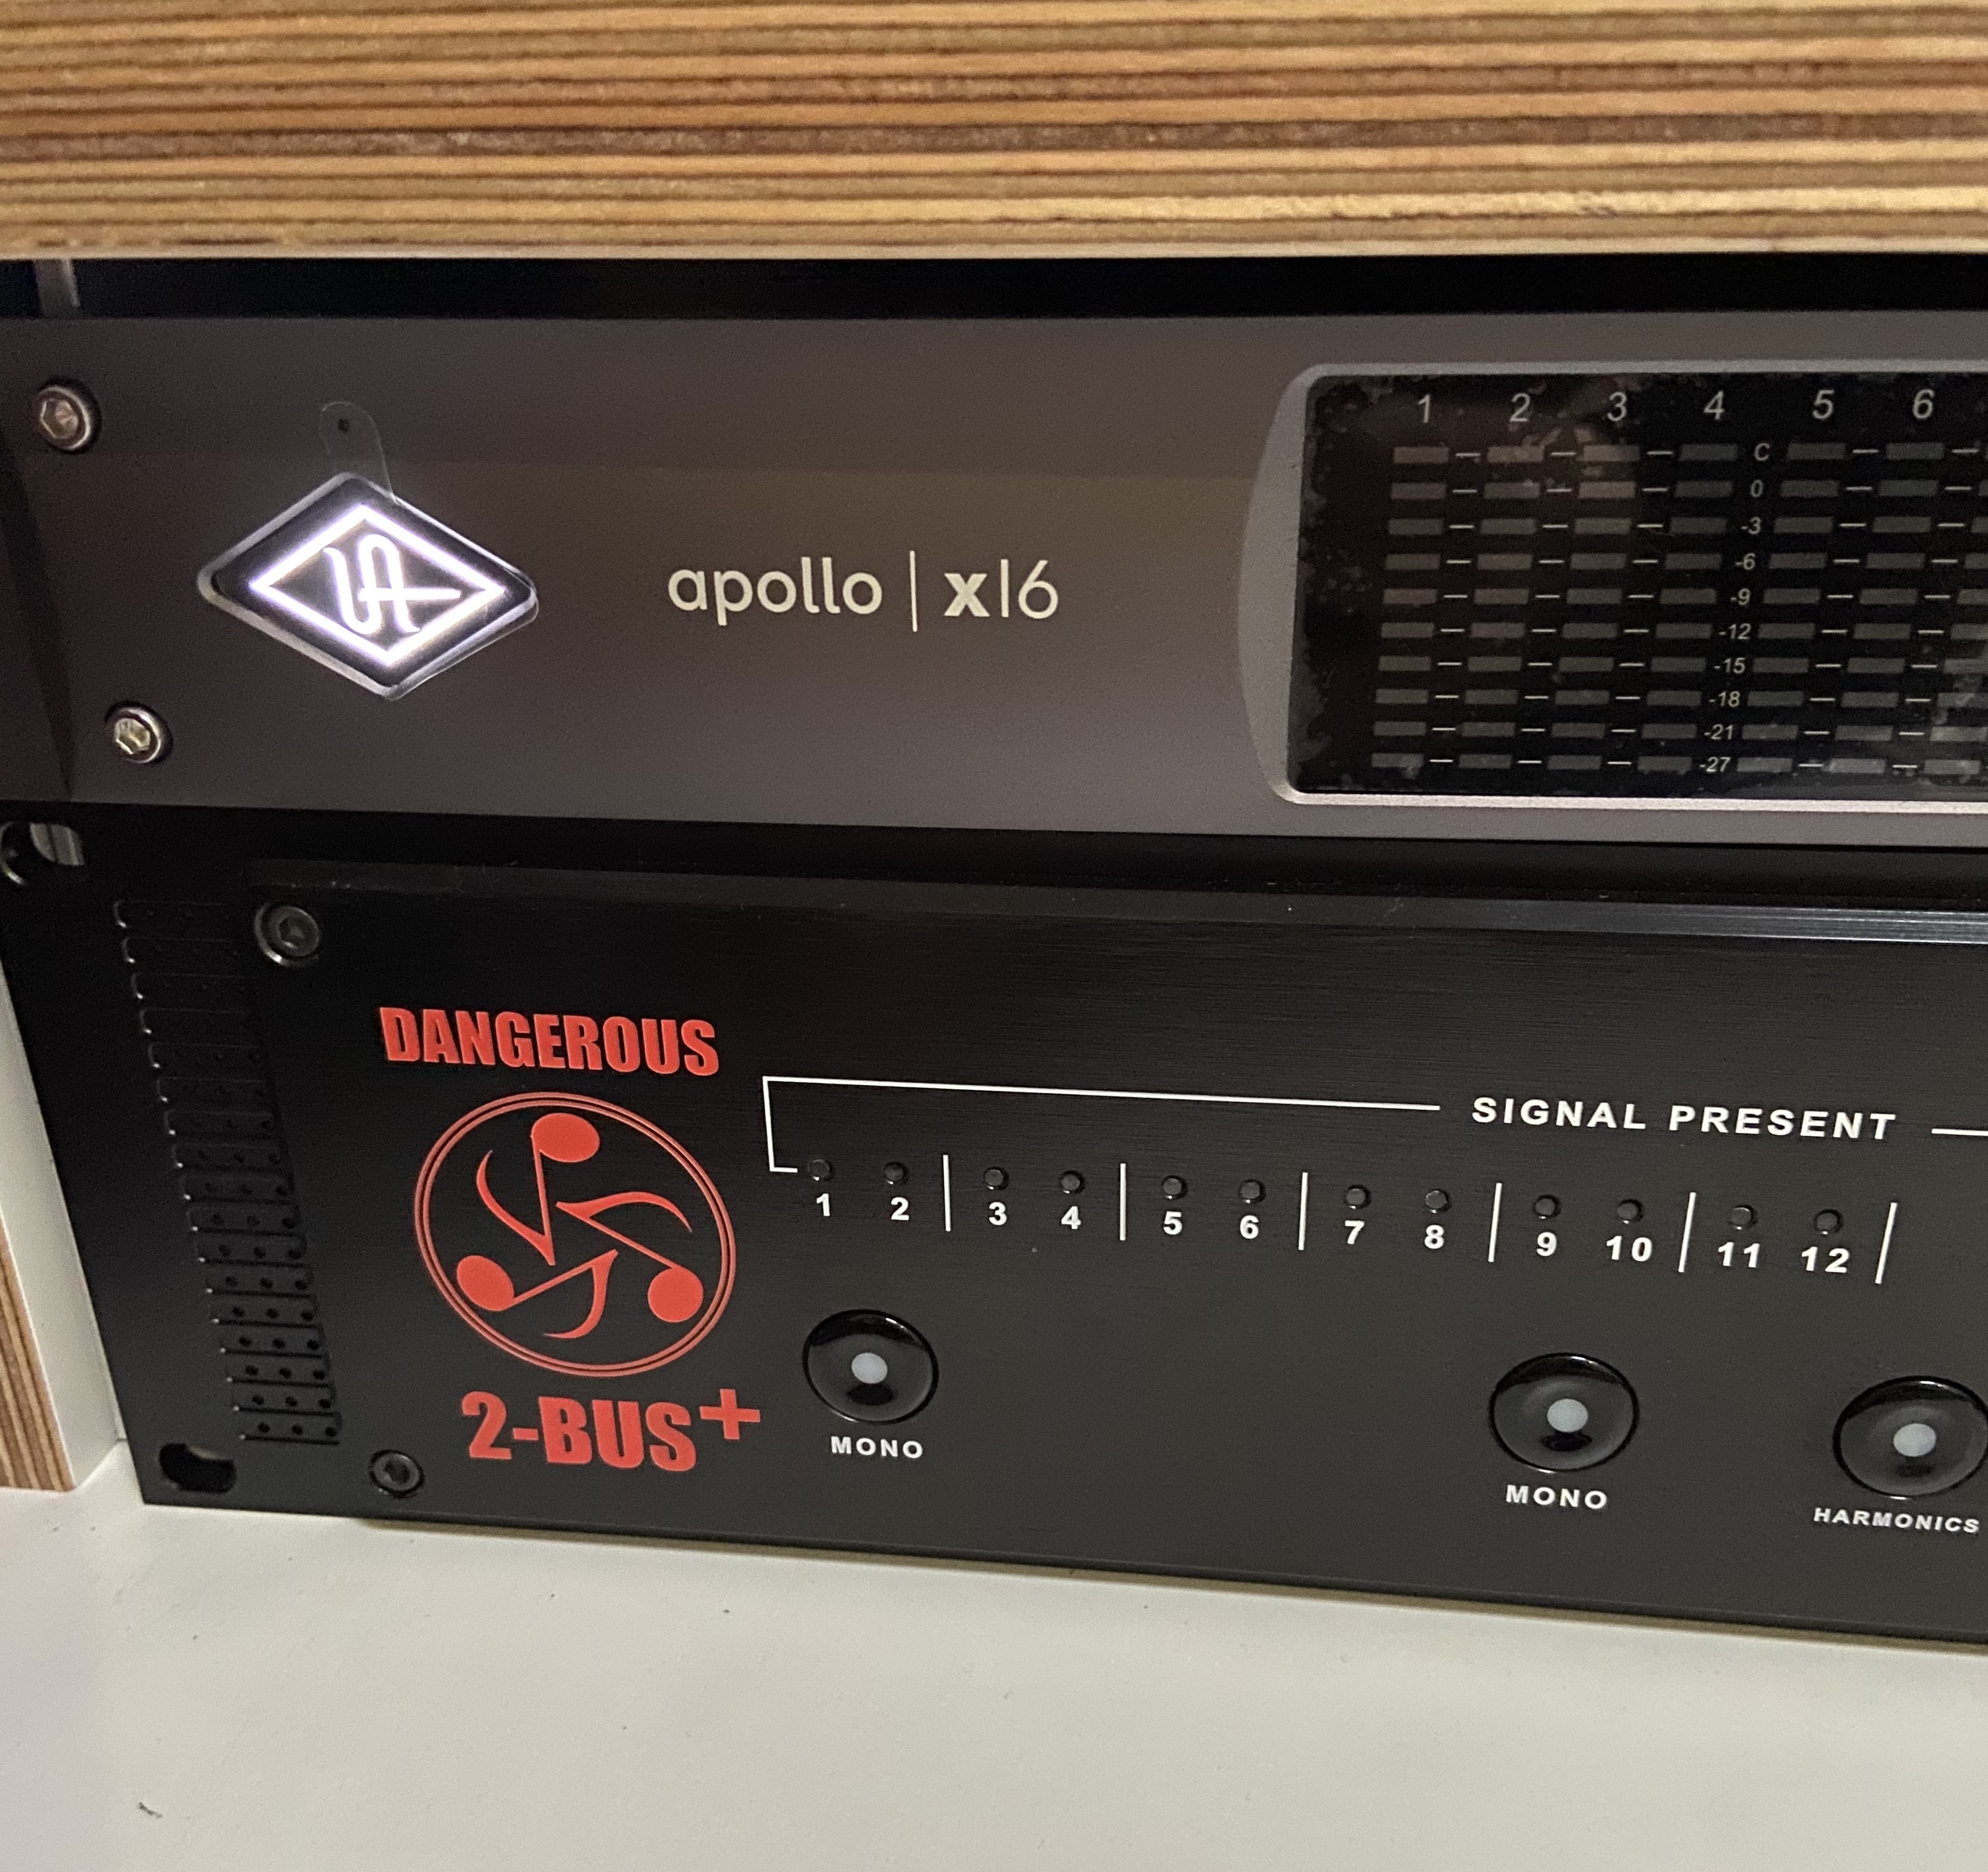 UA
apollo | x16
1 2 3 4 5 6
C
0
-3
-6
-9
-12
-15
-18
-21
-27
DANGEROUS
SIGNAL PRESENT
1 2 3 4 5 6 7 8 9 10 11 12
2-BUS+
MONO
MONO
HARMONICS